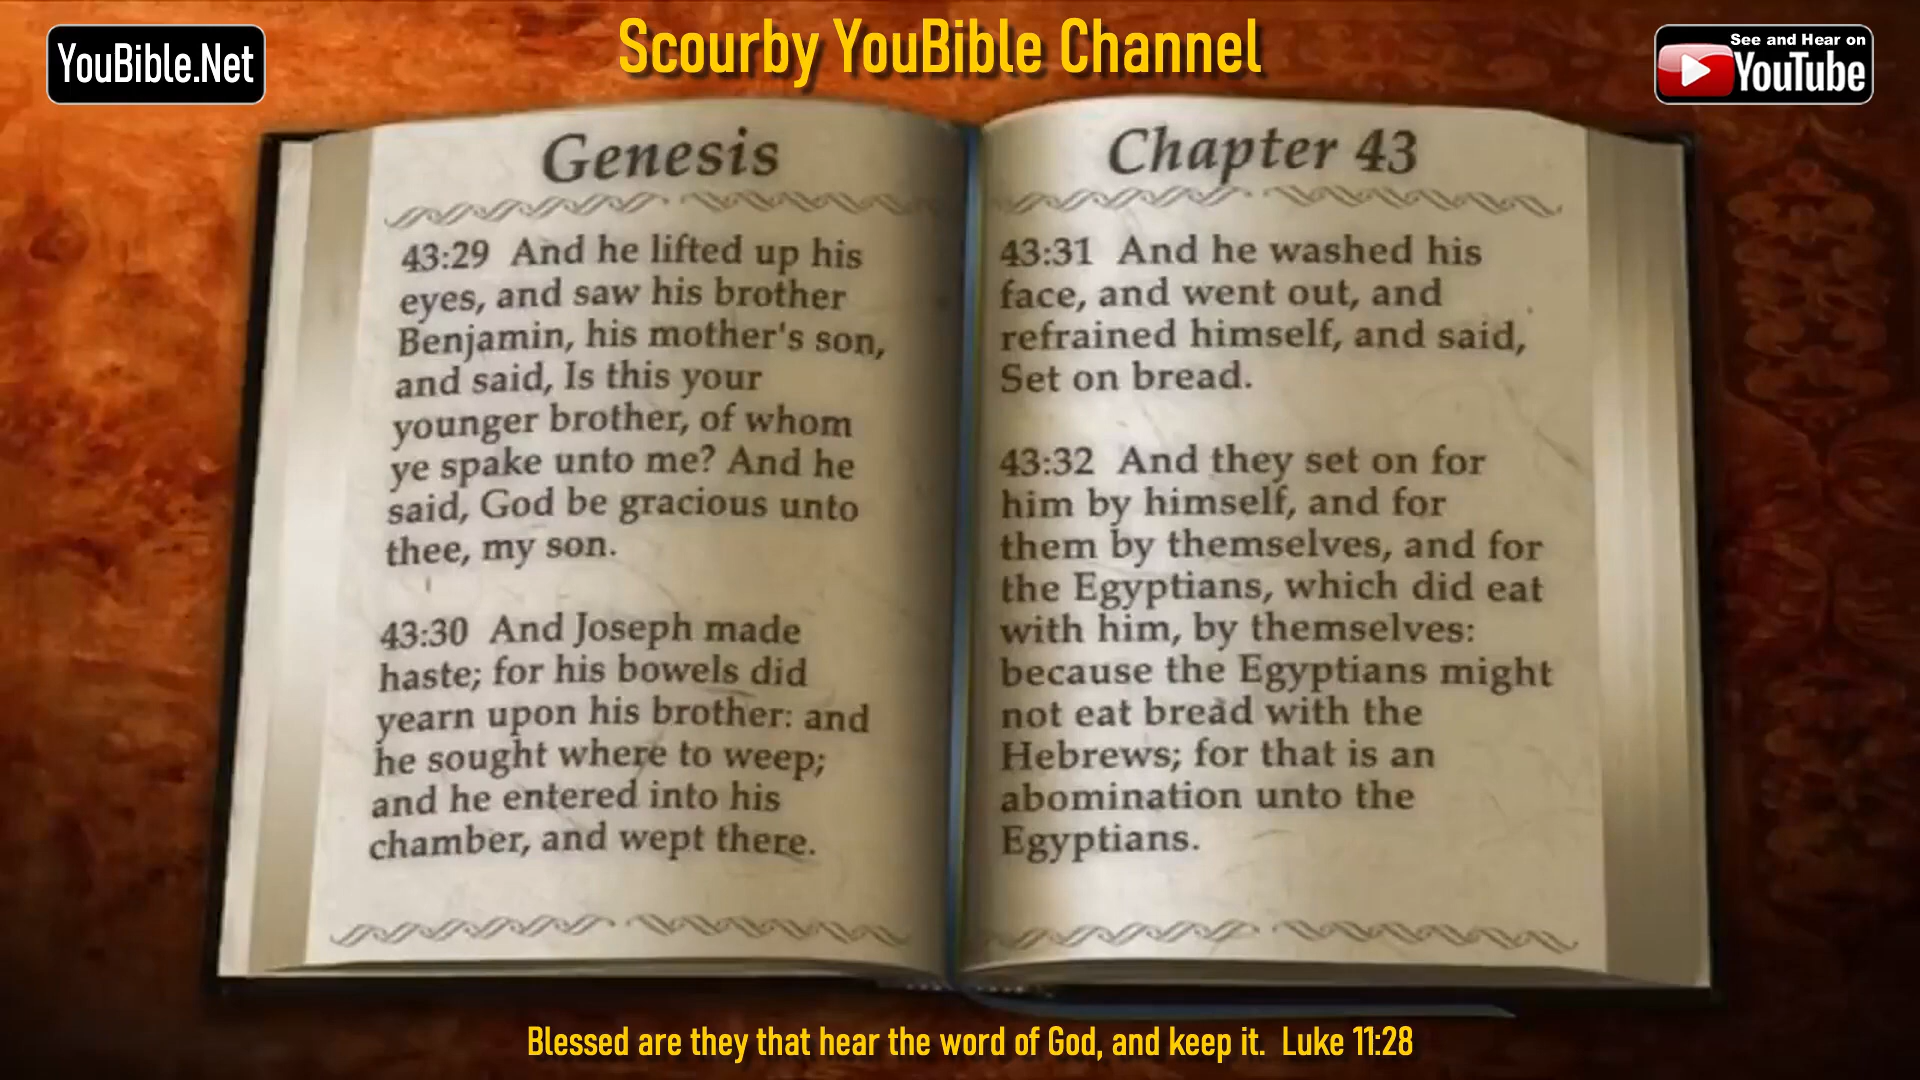 YouBible.Net
Scourby YouBible Channel
See and Hear on
YouTube
Genesis
43:29 And he lifted up his
eyes, and saw his brother
Benjamin, his mother's son,
and said, Is this your
younger brother, of whom
ye spake unto me? And he
said, God be gracious unto
thee, my son.
43:30 And Joseph made
haste; for his bowels did
yearn upon his brother: and
he sought where to weep;
and he entered into his
chamber, and wept there.
Chapter 43
43:31 And he washed his
face, and went out, and
refrained himself, and said,
Set on bread.
43:32 And they set on for
him by himself, and for
them by themselves, and for
the Egyptians, which did eat
with him, by themselves:
because the Egyptians might
not eat bread with the
Hebrews; for that is an
abomination unto the
Egyptians.
Blessed are they that hear the word of God, and keep it. Luke 11:28